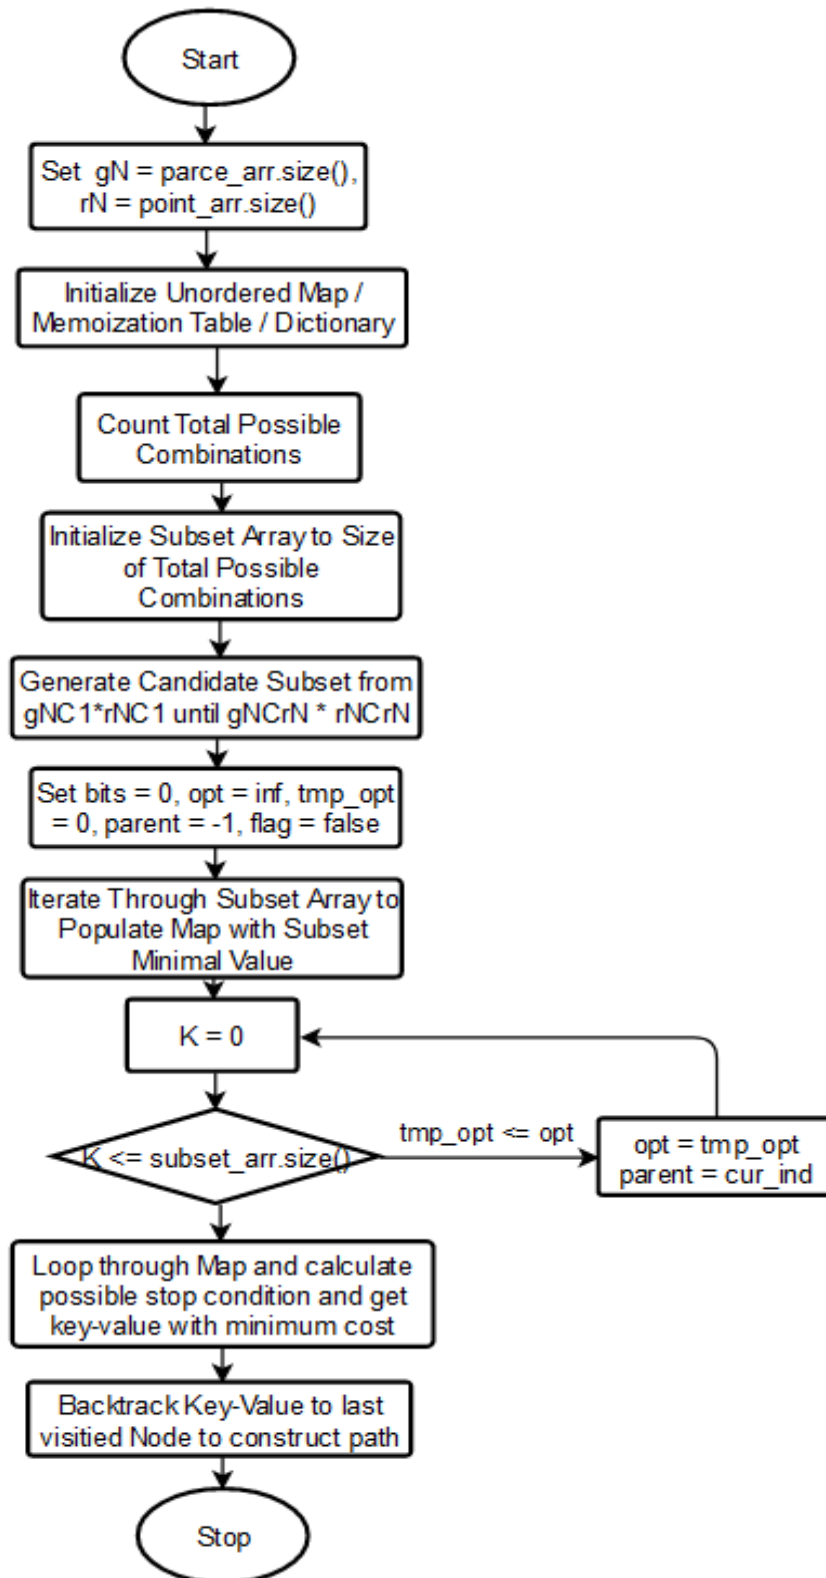 Start
Set gN = parce_arr.size(),
rN = point_arr.size()
Initialize Unordered Map /
Memoization Table / Dictionary
Count Total Possible
Combinations
Initialize Subset Array to Size
of Total Possible
Combinations
Generate Candidate Subset from
gNC1*rNC1 until gNCrN * rNCrN
Set bits = 0, opt = inf, tmp_opt
= 0, parent = -1, flag = false
Iterate Through Subset Array to
Populate Map with Subset
Minimal Value
K = 0
K <= subset_arr.size()
tmp_opt <= opt
opt = tmp_opt
parent = cur_ind
Loop through Map and calculate
possible stop condition and get
key-value with minimum cost
Backtrack Key-Value to last
visitied Node to construct path
Stop